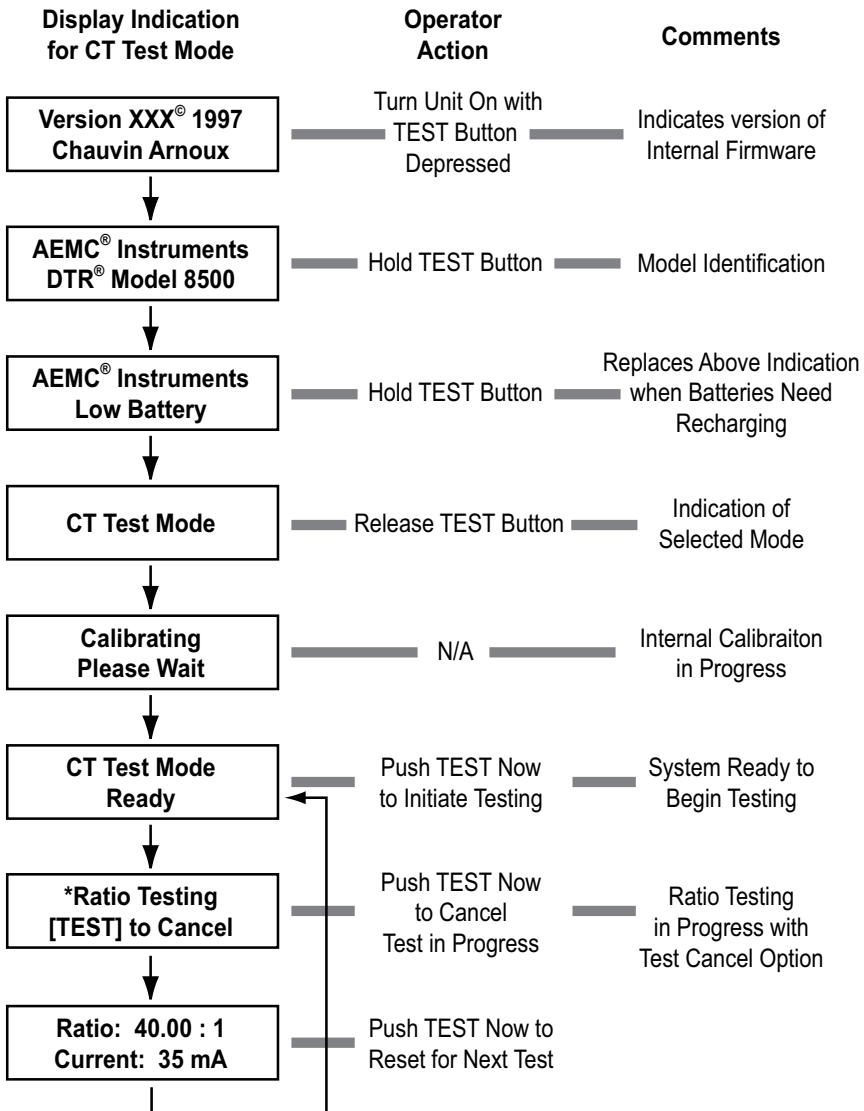 Display Indication
for CT Test Mode
Operator
Action
Comments
Version XXX© 1997
Chauvin Arnoux
Turn Unit On with
TEST Button
Depressed
Indicates version of
Internal Firmware
AEMC® Instruments
DTR® Model 8500
Hold TEST Button
Model Identification
AEMC® Instruments
Low Battery
Hold TEST Button
Replaces Above Indication
when Batteries Need
Recharging
CT Test Mode
Release TEST Button
Indication of
Selected Mode
Calibrating
Please Wait
N/A
Internal Calibraiton
in Progress
CT Test Mode
Ready
Push TEST Now
to Initiate Testing
System Ready to
Begin Testing
*Ratio Testing
[TEST] to Cancel
Push TEST Now
to Cancel
Test in Progress
Ratio Testing
in Progress with
Test Cancel Option
Ratio: 40.00 : 1
Current: 35 mA
Push TEST Now to
Reset for Next Test